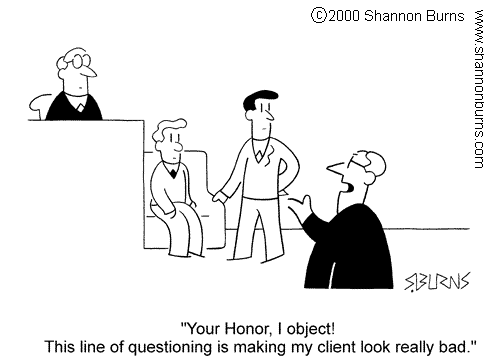 ©2000 Shannon Burns
www.shannonburns.com
S.BURNS
"Your Honor, I object!
This line of questioning is making my client look really bad."